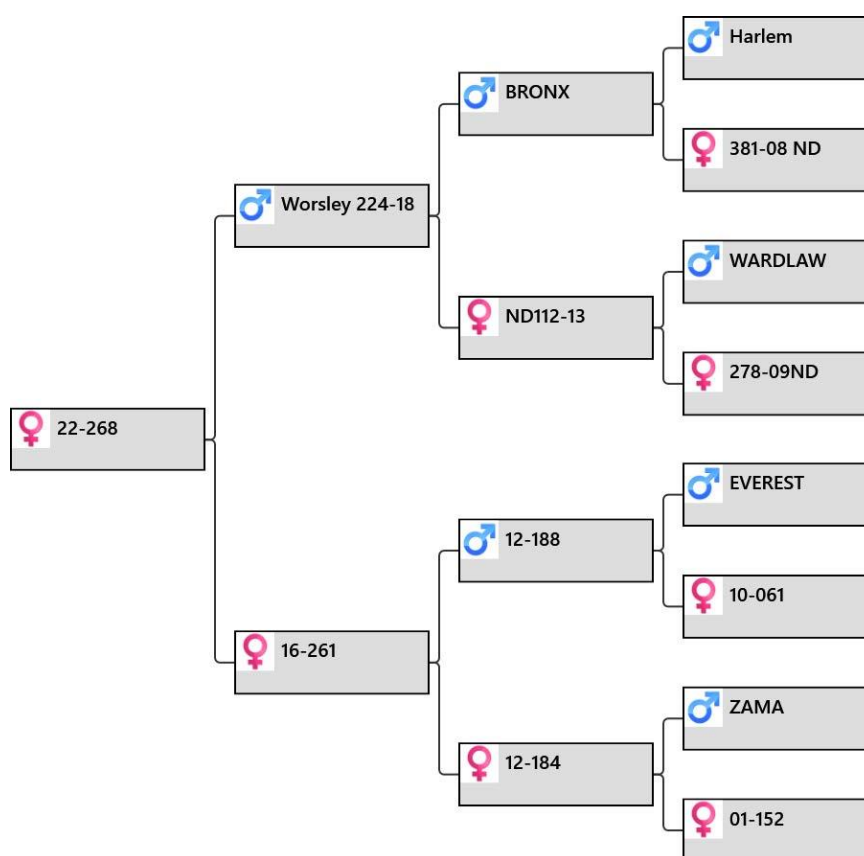 Harlem
BRONX
381-08 ND
Worsley 224-18
WARDLAW
ND112-13
278-09ND
22-268
EVEREST
12-188
10-061
16-261
ZAMA
12-184
01-152